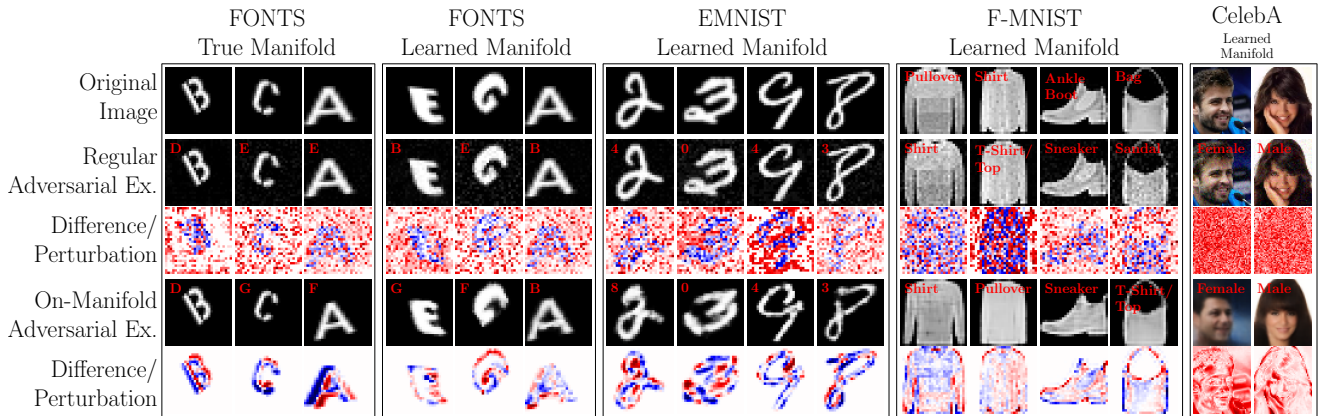 FONTS
True Manifold
FONTS
Learned Manifold
EMNIST
Learned Manifold
F-MNIST
Learned Manifold
CelebA
Learned
Manifold
Original
Image
Pullover Shirt Ankle Boot Bag
Regular
Adversarial Ex.
D E E B E B 4 0 4 3 Shirt T-Shirt/ Top Sneaker Sandal Female Male
Difference/
Perturbation
On-Manifold
Adversarial Ex.
D G F G F B 8 0 4 3 Shirt Pullover Sneaker T-Shirt/ Top Female Male
Difference/
Perturbation